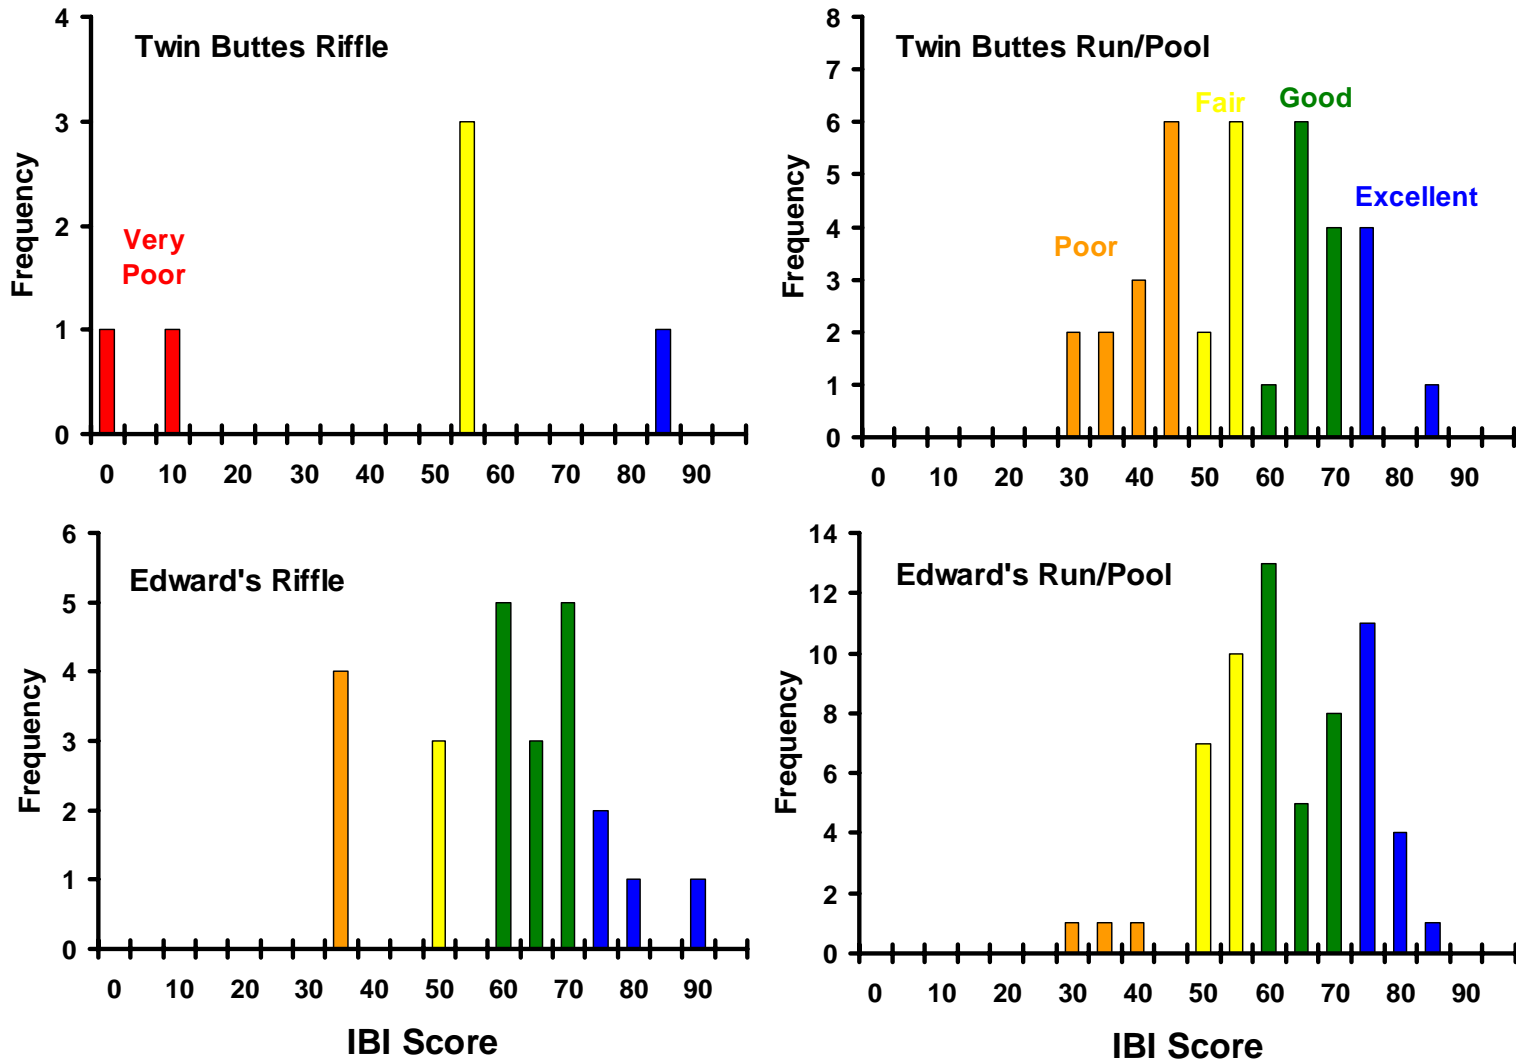 Twin Buttes Riffle
Frequency
4
3
2
1
0
Very
Poor
0 10 20 30 40 50 60 70 80 90
Twin Buttes Run/Pool
Frequency
8
7
6
5
4
3
2
1
0
Poor
Fair
Good
Excellent
0 10 20 30 40 50 60 70 80 90
Edward's Riffle
Frequency
6
5
4
3
2
1
0
0 10 20 30 40 50 60 70 80 90
IBI Score
Edward's Run/Pool
Frequency
14
12
10
8
6
4
2
0
0 10 20 30 40 50 60 70 80 90
IBI Score